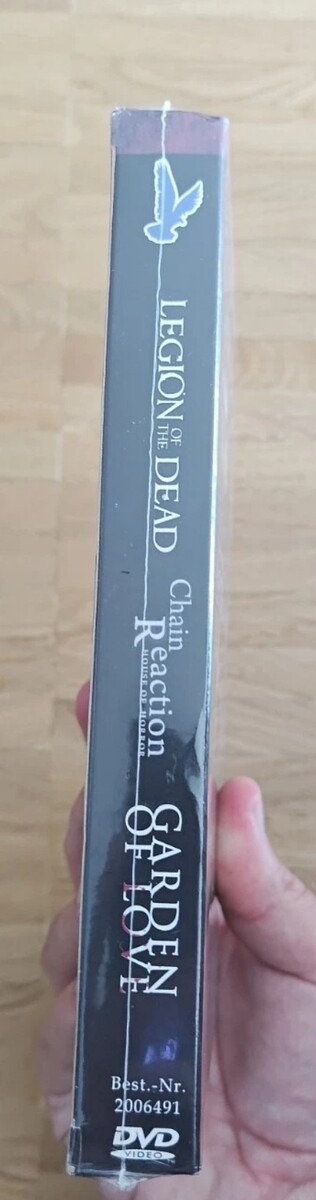 LEGION OF THE DEAD
Chain
Reaction
HOUSE OF HORROR
GARDEN
OF LOVE
Best.-Nr.
2006491
DVD
VIDEO